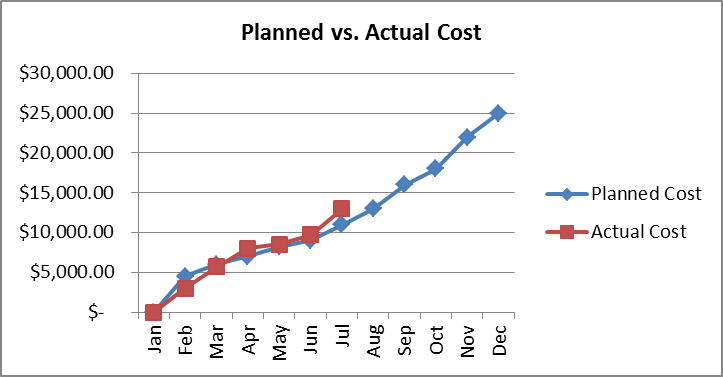 Planned vs. Actual Cost
$30,000.00
$25,000.00
$20,000.00
$15,000.00
$10,000.00
$5,000.00
$-
Jan
Feb
Mar
Apr
May
Jun
Jul
Aug
Sep
Oct
Nov
Dec
Planned Cost
Actual Cost